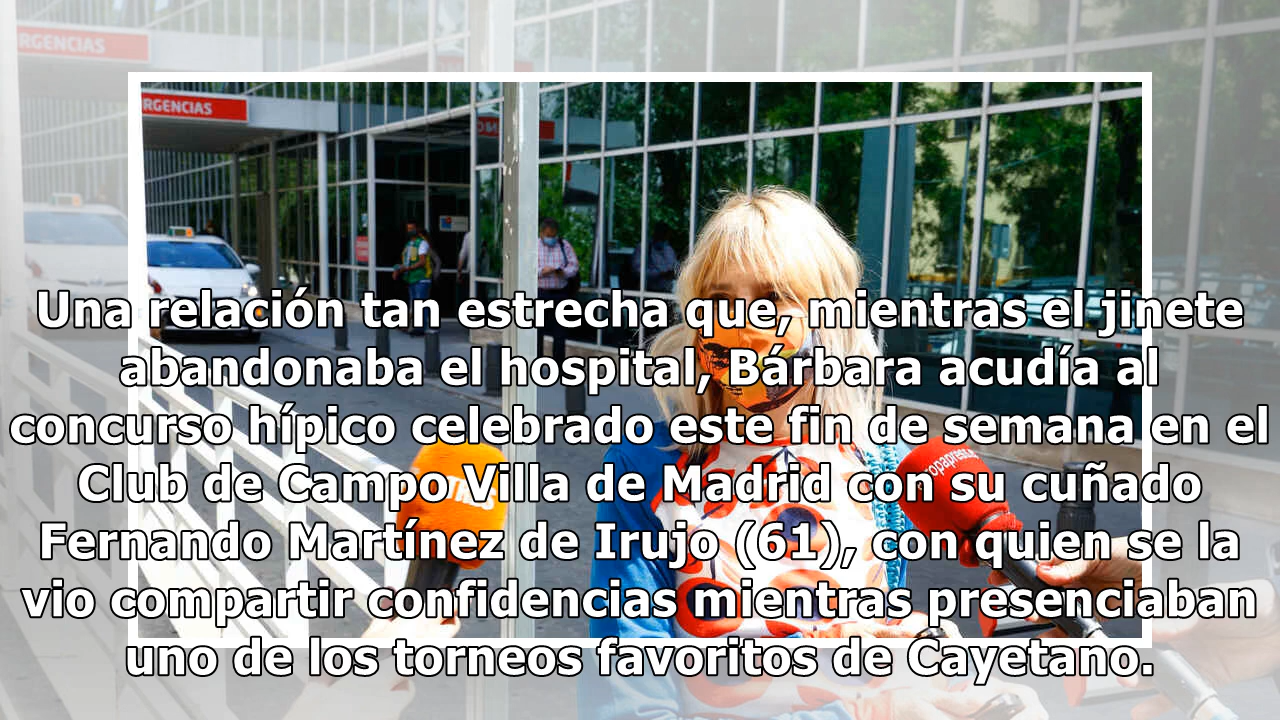 RGENCIAS
URGENCIAS
Una relación tan estrecha que, mientras el jinete
abandonaba el hospital, Bárbara acudía al
concurso hípico celebrado este fin de semana en el
Club de Campo Villa de Madrid con su cuñado
Fernando Martínez de Irujo (61), con quien se la
vio compartir confidencias mientras presenciaban
uno de los torneos favoritos de Cayetano.
ropapress